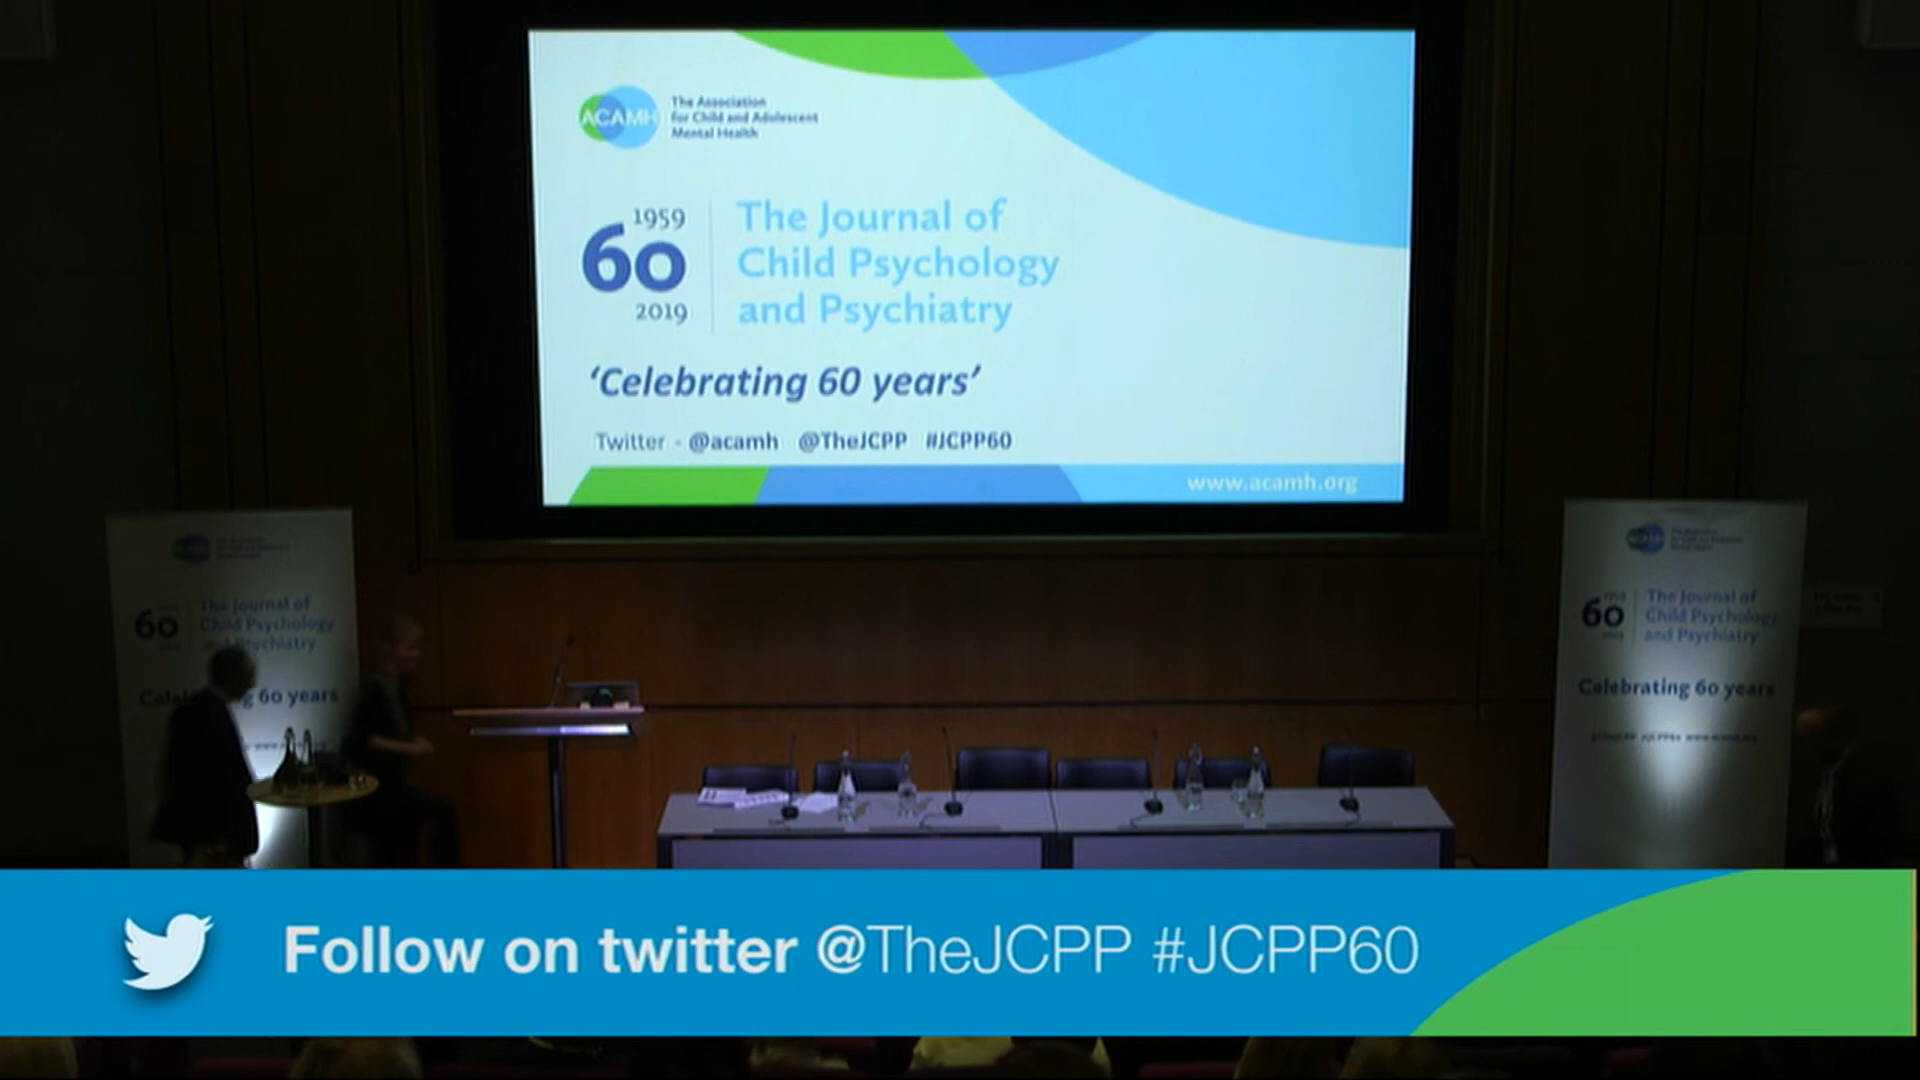 ACAMH
The Association
for Child and Adolescent
Mental Health
1959
60
2019
The Journal of
Child Psychology
and Psychiatry
‘Celebrating 60 years’
Twitter - @acamh @TheJCPP #JCPP60
www.acamh.org
60
The Journal of
Child Psychology
and Psychiatry
60 years
60
The Journal of
Child Psychology
and Psychiatry
Celebrating 60 years
Follow on twitter @TheJCPP #JCPP60